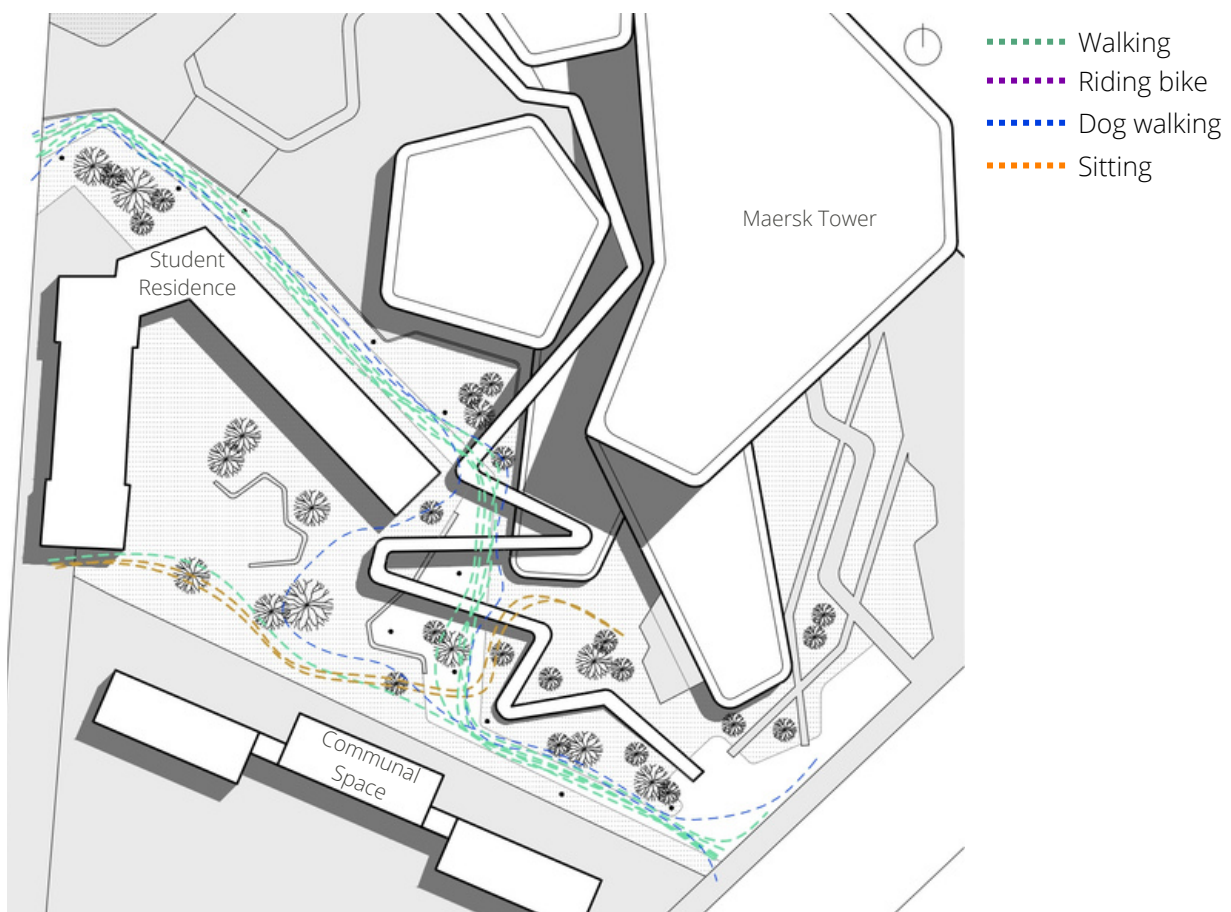 Walking
Riding bike
Dog walking
Sitting
Maersk Tower
Student
Residence
Communal
Space